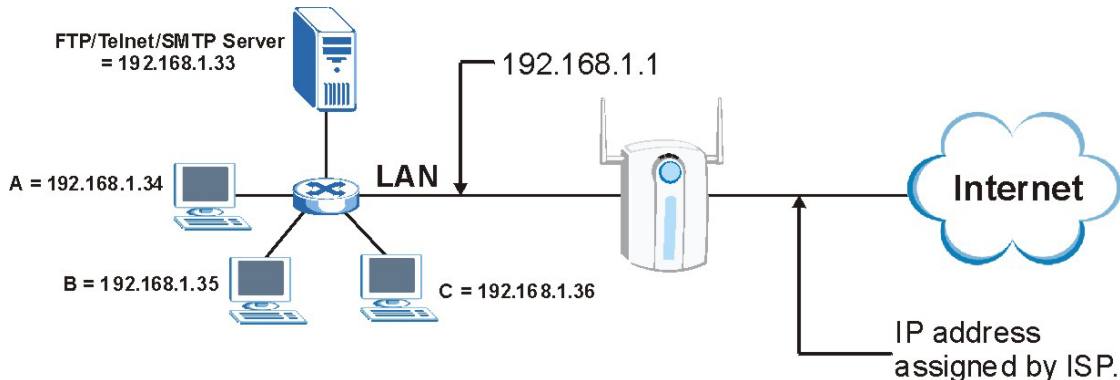 FTP/Telnet/SMTP Server
= 192.168.1.33
192.168.1.1
A = 192.168.1.34
LAN
Internet
B = 192.168.1.35
C = 192.168.1.36
IP address
assigned by ISP.